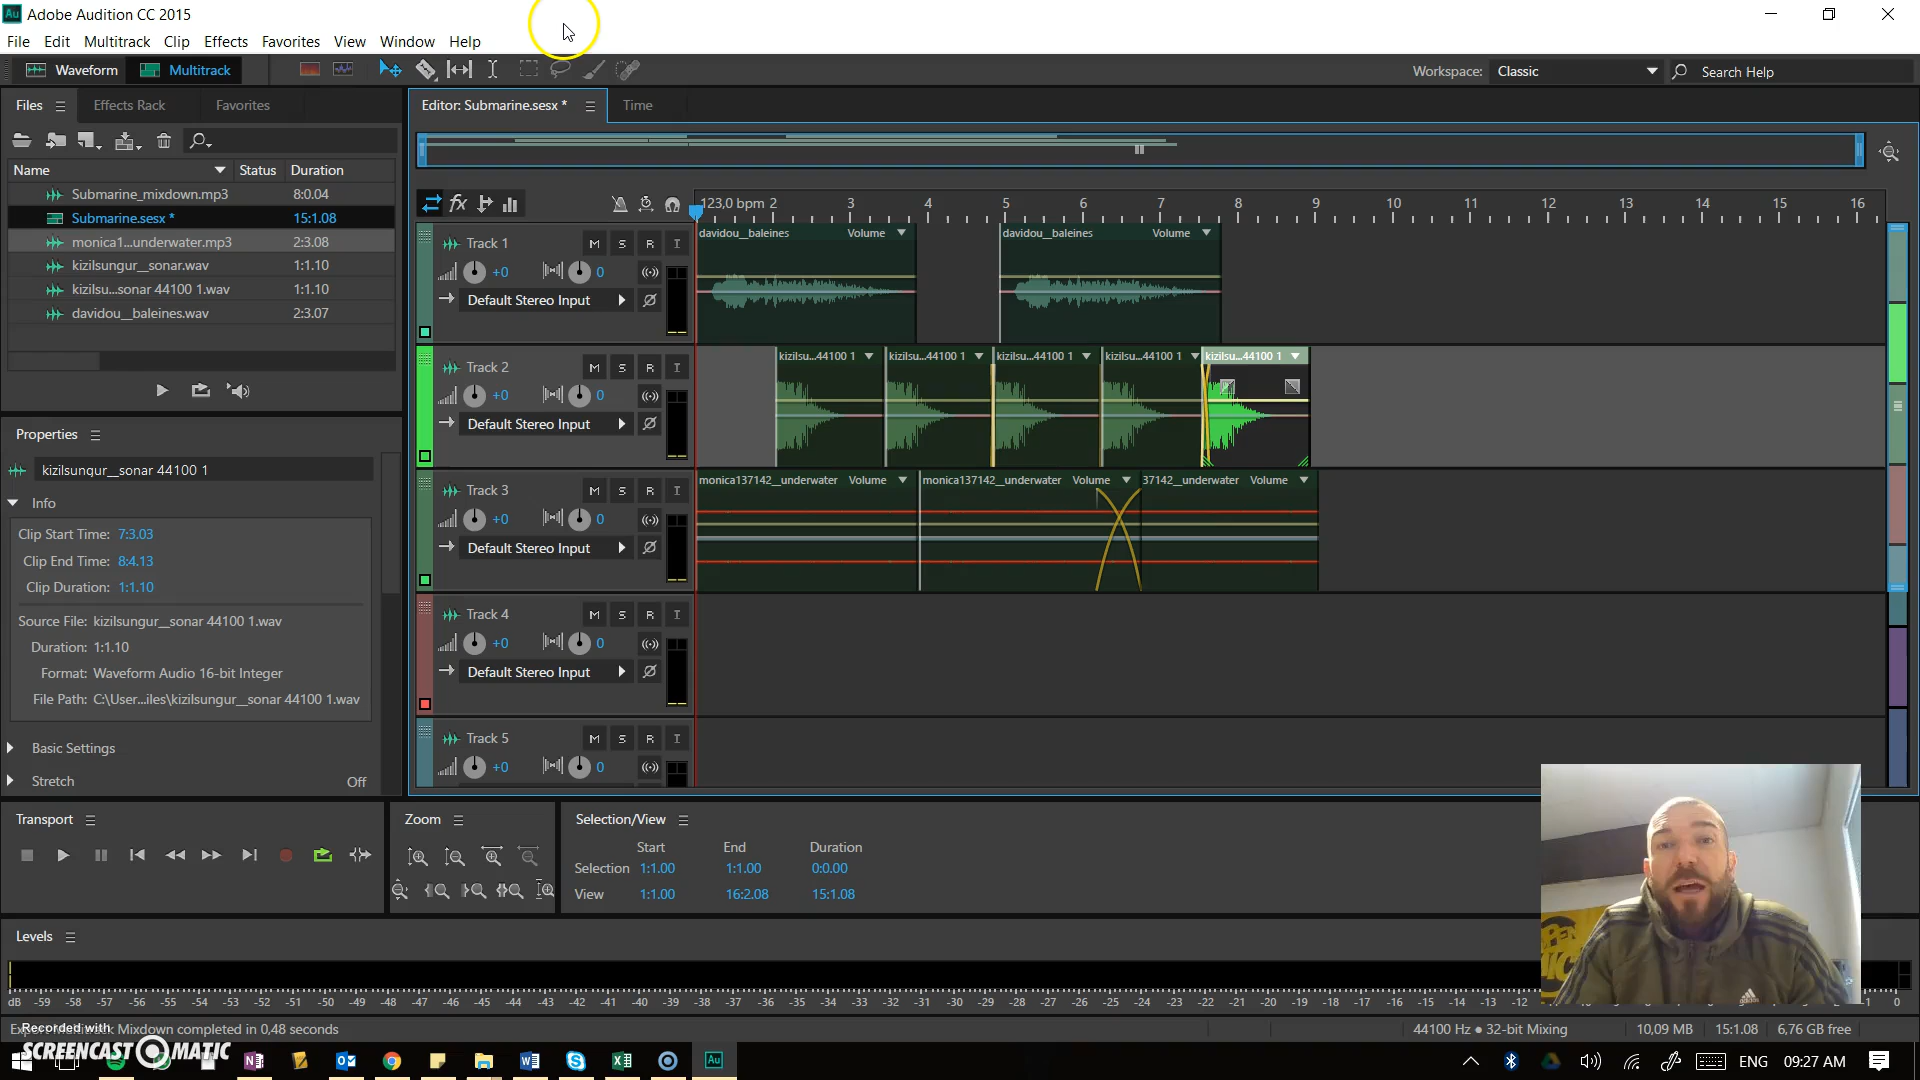 Adobe Audition CC 2015
File Edit Multitrack Clip Effects Favorites View Window Help
Waveform Multitrack Workspace: Classic Search Help
Files Effects Rack Favorites
Editor: Submarine.sesx * Time
Name Status Duration
Submarine_mixdown.mp3 8:0.04
Submarine.sesx * 15:1.08
monica1...underwater.mp3 2:3.08
kizilsungur__sonar.wav 1:1.10
kizilsu...sonar 44100 1.wav 1:1.10
davidou__baleines.wav 2:3.07
fx 123,0 bpm 2 3 4 5 6 7 8 9 10 11 12 13 14 15 16
Track 1 M S R I
+0 0
Default Stereo Input
davidou__baleines Volume davidou__baleines Volume
Track 2 M S R I
+0 0
Default Stereo Input
kizilsu...44100 1 kizilsu...44100 1 kizilsu...44100 1 kizilsu...44100 1 kizilsu...44100 1
Track 3 M S R I
+0 0
Default Stereo Input
monica137142__underwater Volume monica137142__underwater Volume 37142__underwater Volume
Track 4 M S R I
+0 0
Default Stereo Input
Track 5 M S R I
+0 0
Properties
kizilsungur__sonar 44100 1
Info
Clip Start Time: 7:3.03
Clip End Time: 8:4.13
Clip Duration: 1:1.10
Source File: kizilsungur__sonar 44100 1.wav
Duration: 1:1.10
Format: Waveform Audio 16-bit Integer
File Path: C:\User...iles\kizilsungur__sonar 44100 1.wav
Basic Settings
Stretch Off
Transport
Zoom
Selection/View
Start End Duration
Selection 1:1.00 1:1.00 0:0.00
View 1:1.00 16:2.08 15:1.08
Levels
dB -59 -58 -57 -56 -55 -54 -53 -52 -51 -50 -49 -48 -47 -46 -45 -44 -43 -42 -41 -40 -39 -38 -37 -36 -35 -34 -33 -32 -31 -30 -29 -28 -27 -26 -25 -24 -23 -22 -21 -20 -19 -18 -17 -16 -15 -14 -13 -12 0
Mixdown completed in 0,48 seconds
44100 Hz ● 32-bit Mixing 10,09 MB 15:1.08 6,76 GB free
Recorded with
SCREENCAST MATIC
ENG 09:27 AM